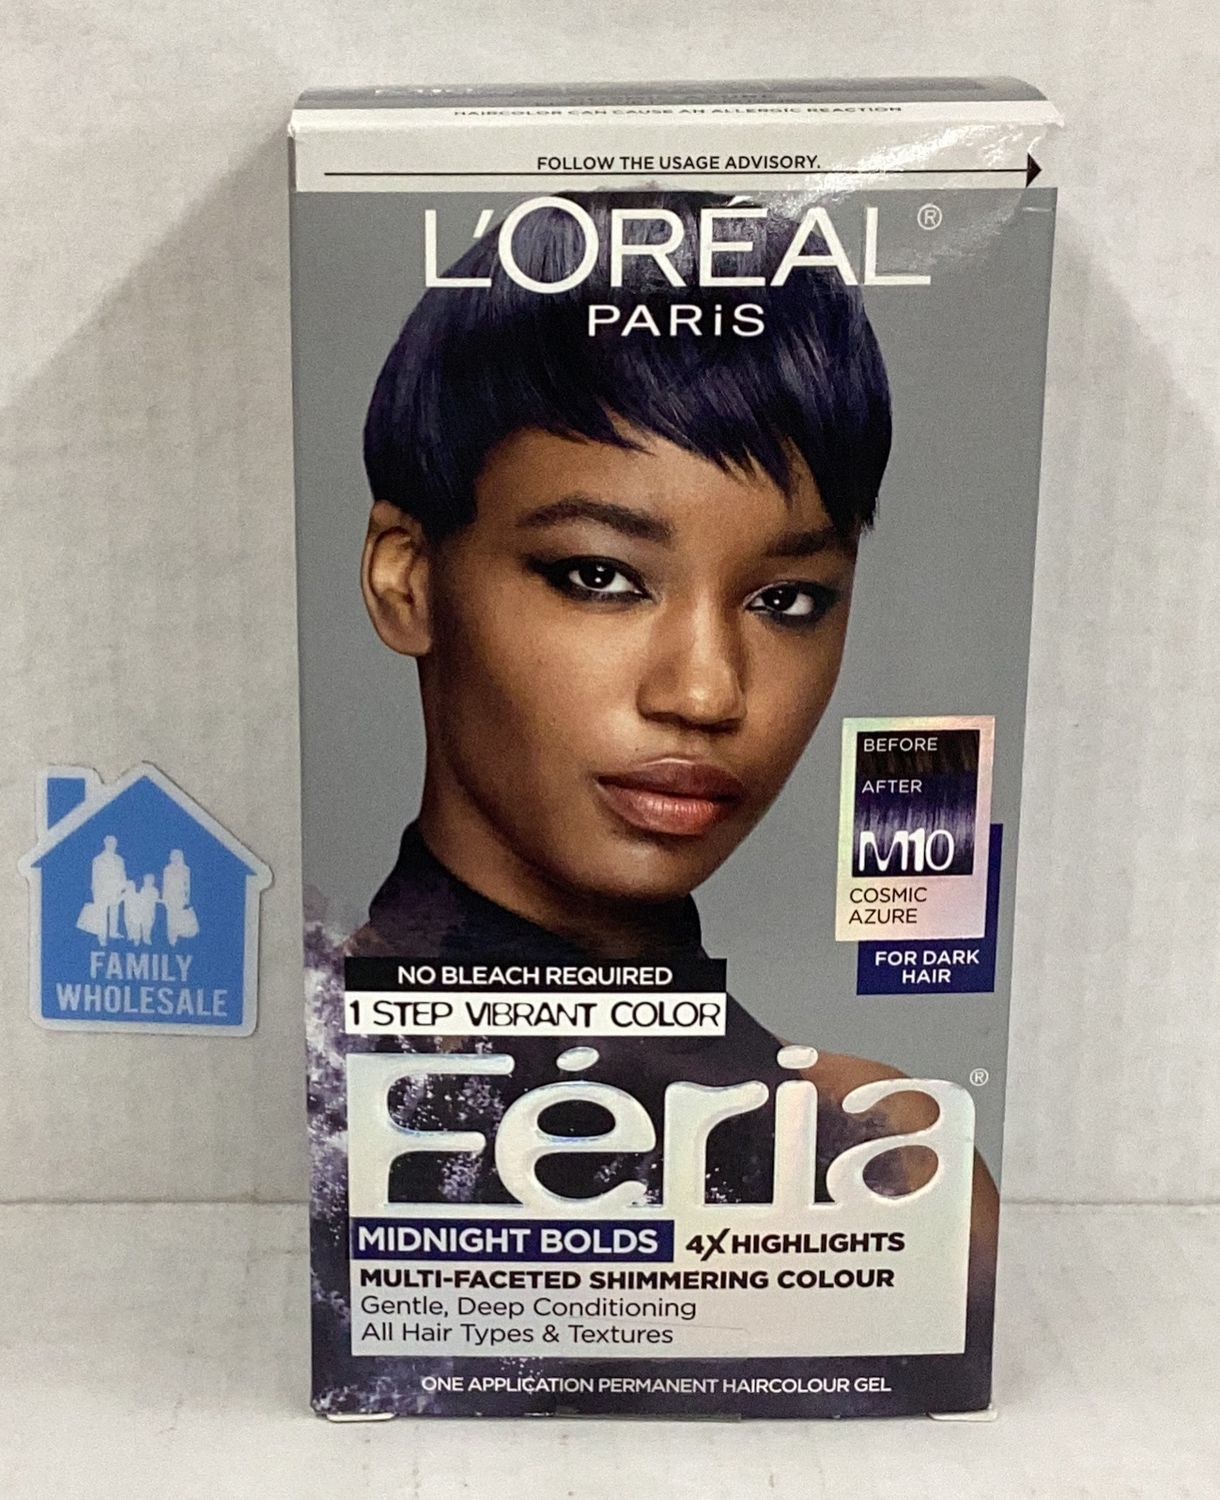 HAIRCOLOR CAN CAUSE AN ALLERGIC REACTION
FOLLOW THE USAGE ADVISORY.
L'ORÉAL®
PARiS
BEFORE
AFTER
M10
COSMIC
AZURE
FOR DARK
HAIR
FAMILY
WHOLESALE
NO BLEACH REQUIRED
1 STEP VIBRANT COLOR
Féria®
MIDNIGHT BOLDS 4X HIGHLIGHTS
MULTI-FACETED SHIMMERING COLOUR
Gentle, Deep Conditioning
All Hair Types & Textures
ONE APPLICATION PERMANENT HAIRCOLOUR GEL